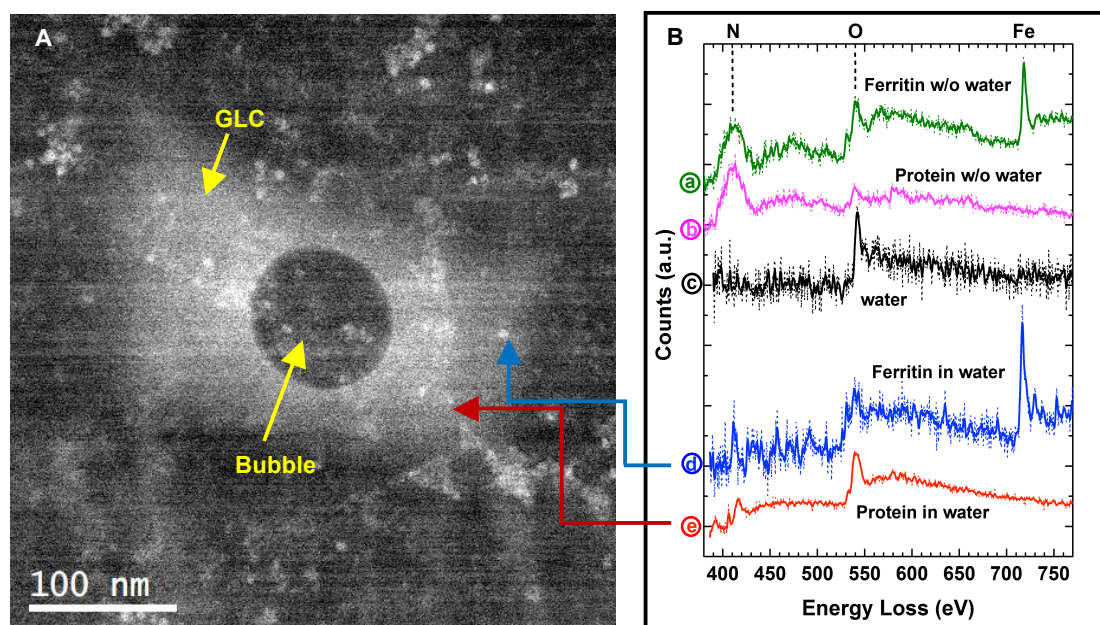 A
GLC
Bubble
100 nm
B
N O Fe
Ferritin w/o water
a
Protein w/o water
b
c
water
Ferritin in water
d
e
Protein in water
Counts (a.u.)
400 450 500 550 600 650 700 750
Energy Loss (eV)